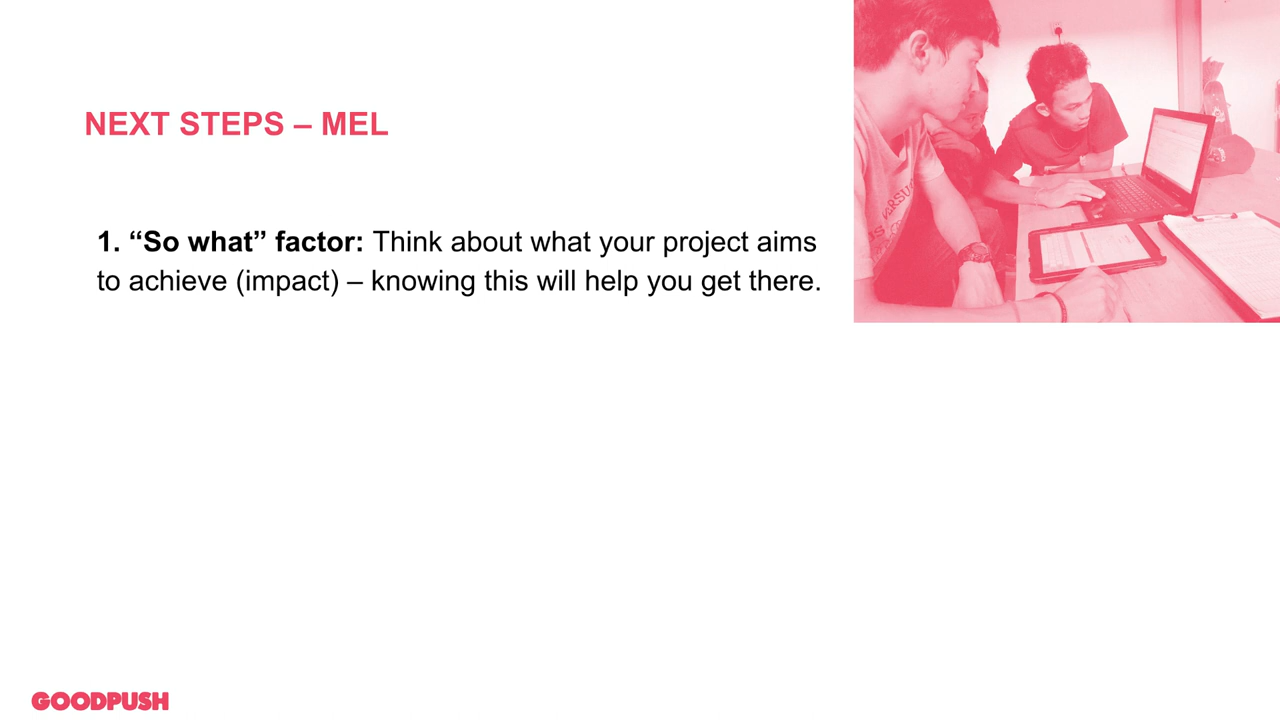 NEXT STEPS – MEL
1. “So what” factor: Think about what your project aims
to achieve (impact) – knowing this will help you get there.
GOODPUSH